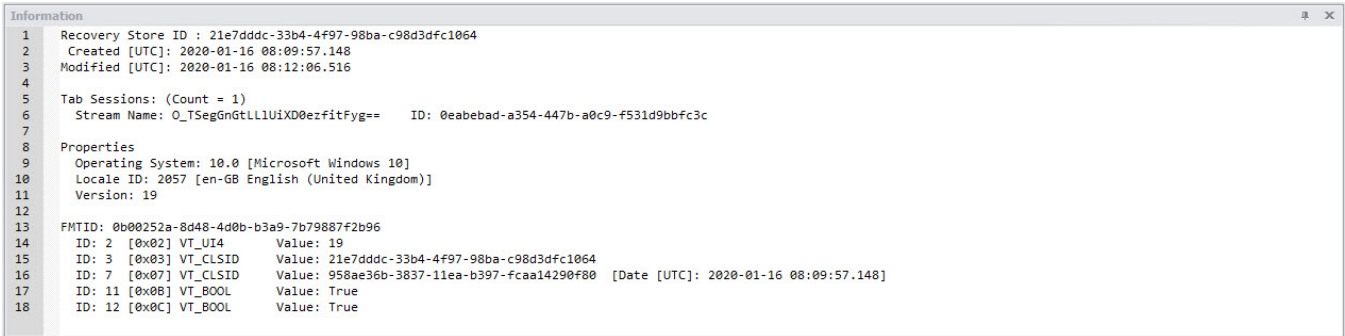 Information
1 Recovery Store ID : 21e7dddc-33b4-4f97-98ba-c98d3dfc1064
2 Created [UTC]: 2020-01-16 08:09:57.148
3 Modified [UTC]: 2020-01-16 08:12:06.516
4
5 Tab Sessions: (Count = 1)
6 Stream Name: O_TSegGnGtLLlUiXD0ezfitFyg== ID: 0eabebad-a354-447b-a0c9-f531d9bbfc3c
7
8 Properties
9 Operating System: 10.0 [Microsoft Windows 10]
10 Locale ID: 2057 [en-GB English (United Kingdom)]
11 Version: 19
12
13 FMTID: 0b00252a-8d48-4d0b-b3a9-7b79887f2b96
14 ID: 2 [0x02] VT_UI4 Value: 19
15 ID: 3 [0x03] VT_CLSID Value: 21e7dddc-33b4-4f97-98ba-c98d3dfc1064
16 ID: 7 [0x07] VT_CLSID Value: 958ae36b-3837-11ea-b397-fcaa14290f80 [Date [UTC]: 2020-01-16 08:09:57.148]
17 ID: 11 [0x0B] VT_BOOL Value: True
18 ID: 12 [0x0C] VT_BOOL Value: True